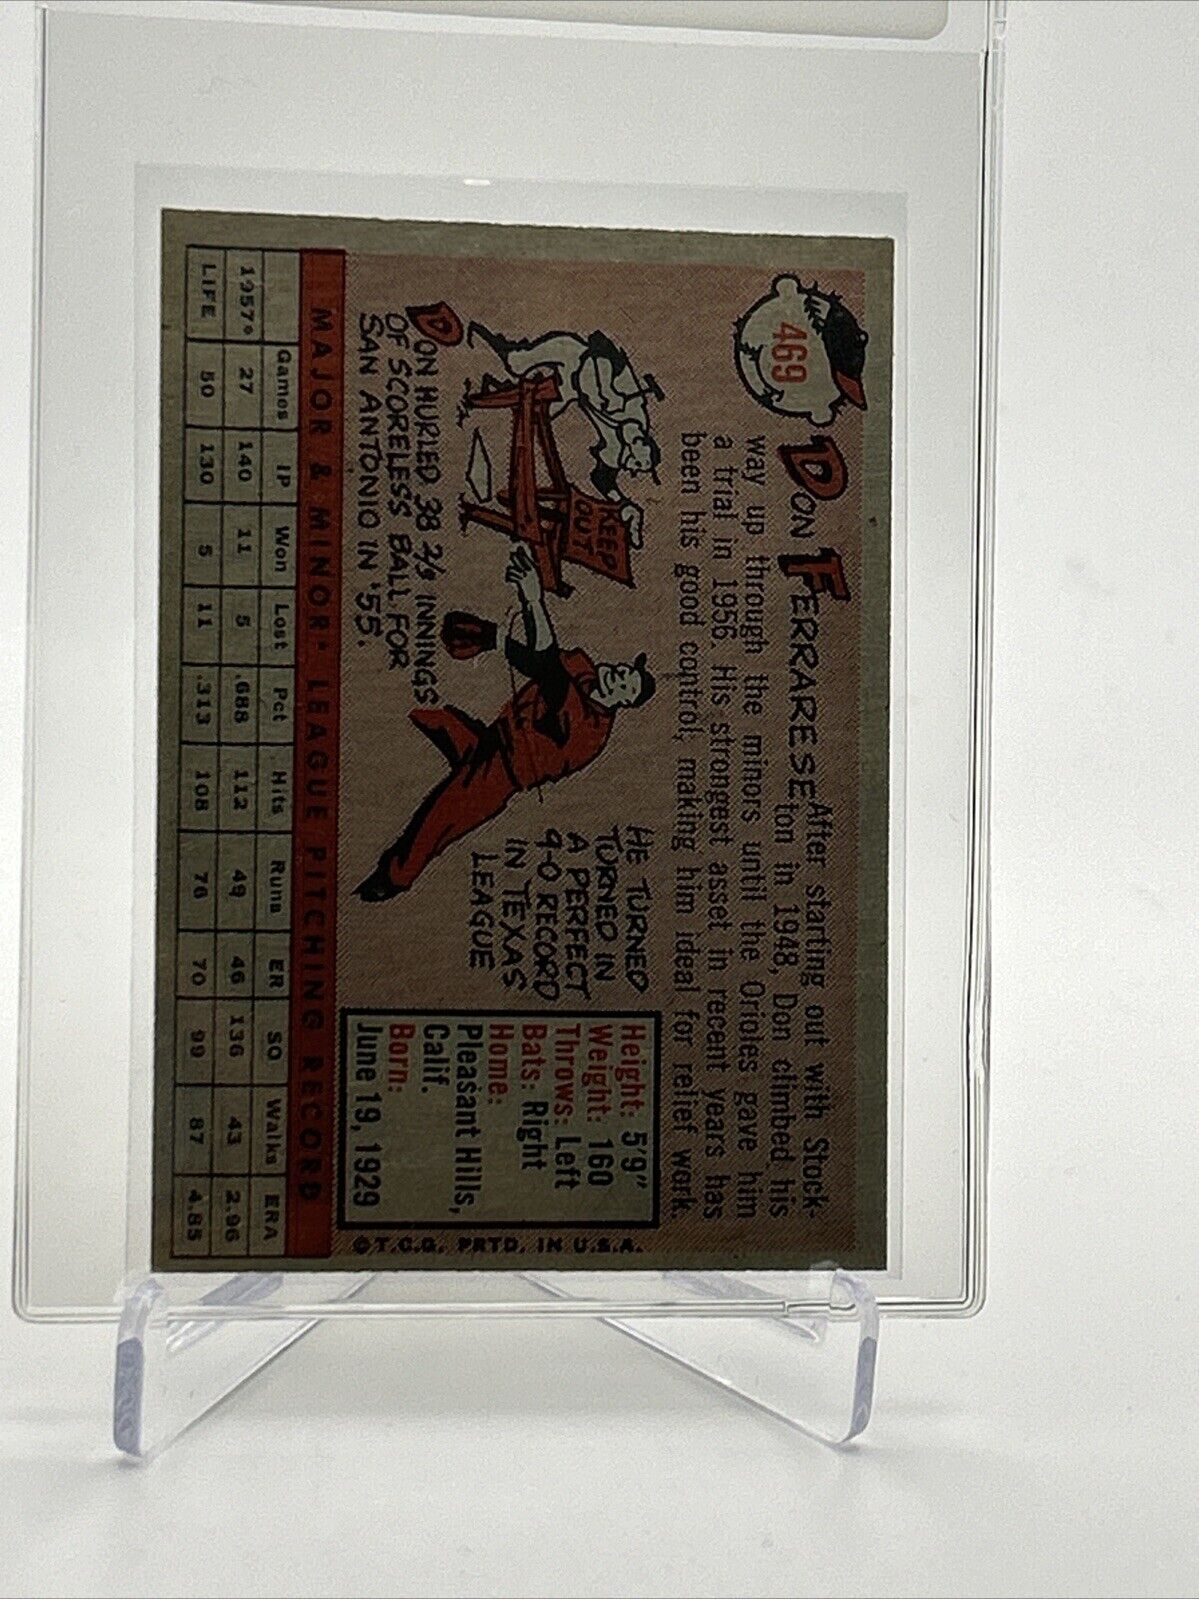 469
DON FERRARESE
After starting out with Stock-
ton in 1948, Don climbed his
way up through the minors until the Orioles gave him
a trial in 1956. His strongest asset in recent years has
been his good control, making him ideal for relief work.
KEEP
OUT
DON HURLED 38 2/3 INNINGS
OF SCORELESS BALL FOR
SAN ANTONIO IN '55.
HE TURNED
TURNED IN
A PERFECT
9-0 RECORD
IN TEXAS
LEAGUE
Height: 5'9"
Weight: 160
Throws: Left
Bats: Right
Home:
Pleasant Hills,
Calif.
Born:
June 19, 1929
© T.C.G. PRTD. IN U.S.A.
MAJOR & MINOR* LEAGUE PITCHING RECORD
Games IP Won Lost Pct Hits Runs ER SO Walks ERA
1957* 27 140 11 5 .688 112 49 46 136 43 2.96
LIFE 50 130 5 11 .313 108 76 70 99 87 4.85